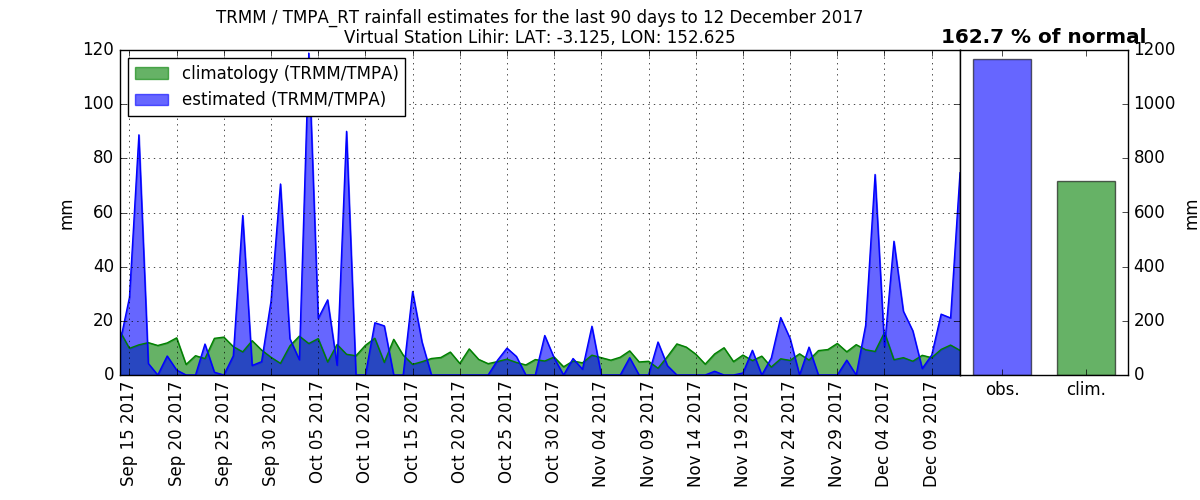 TRMM / TMPA_RT rainfall estimates for the last 90 days to 12 December 2017
Virtual Station Lihir: LAT: -3.125, LON: 152.625
162.7 % of normal
climatology (TRMM/TMPA)
estimated (TRMM/TMPA)
mm
120
100
80
60
40
20
0
Sep 15 2017
Sep 20 2017
Sep 25 2017
Sep 30 2017
Oct 05 2017
Oct 10 2017
Oct 15 2017
Oct 20 2017
Oct 25 2017
Oct 30 2017
Nov 04 2017
Nov 09 2017
Nov 14 2017
Nov 19 2017
Nov 24 2017
Nov 29 2017
Dec 04 2017
Dec 09 2017
obs.
clim.
1200
1000
800
600
400
200
0
mm